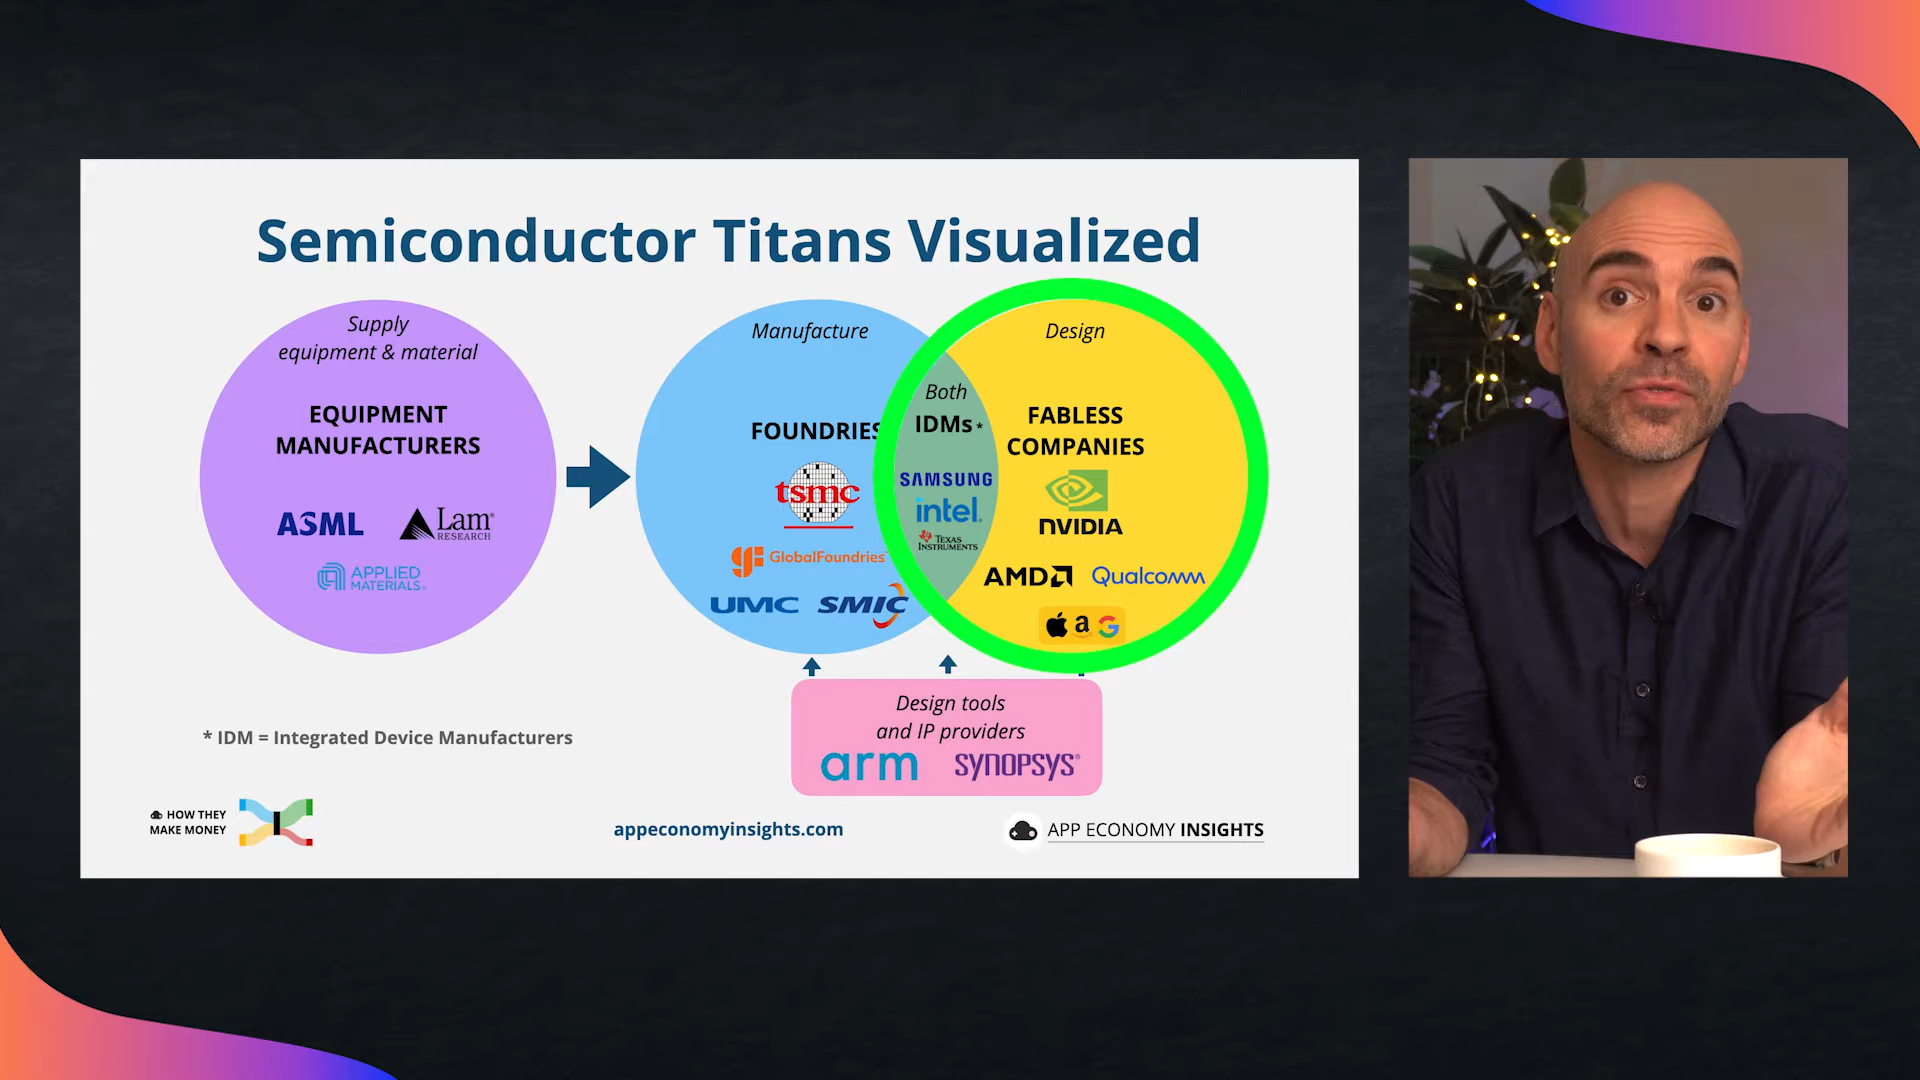 Semiconductor Titans Visualized
Supply
equipment & material
EQUIPMENT
MANUFACTURERS
ASML
Lam
RESEARCH
APPLIED
MATERIALS
Manufacture
FOUNDRIES
tsmc
GlobalFoundries
UMC
SMIC
Both
IDMs*
SAMSUNG
intel.
TEXAS
INSTRUMENTS
Design
FABLESS
COMPANIES
NVIDIA
AMD
Qualcomm
a
G
Design tools
and IP providers
arm
SYNOPSYS®
* IDM = Integrated Device Manufacturers
HOW THEY
MAKE MONEY
appeconomyinsights.com
APP ECONOMY INSIGHTS